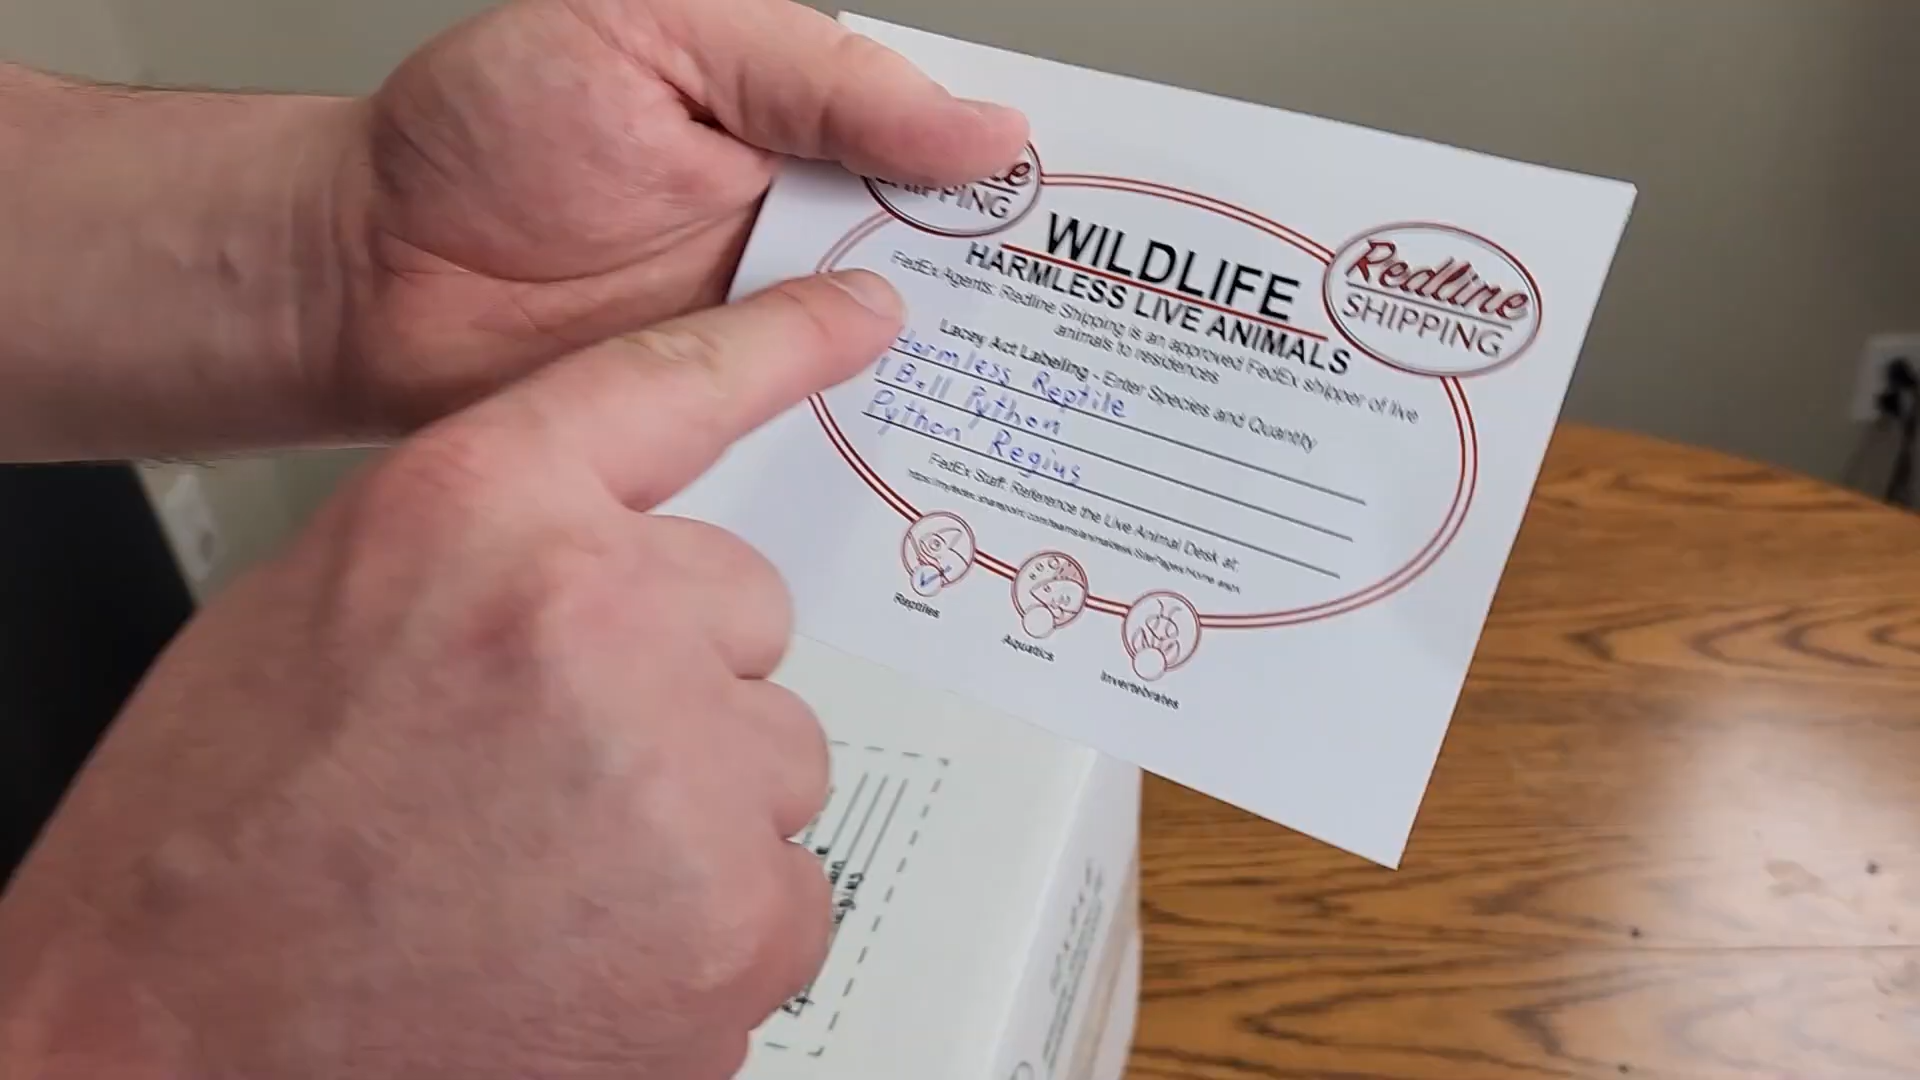 SHIPPING
WILDLIFE
HARMLESS LIVE ANIMALS
Redline
SHIPPING
FedEx Agents: Redline Shipping is an approved FedEx shipper of live
animals to residences
Lacey Act Labeling - Enter Species and Quantity
Harmless Reptile
1 Ball Python
Python Regius
FedEx Staff: Reference the Live Animal Desk at:
Reptiles
Aquatics
Invertebrates